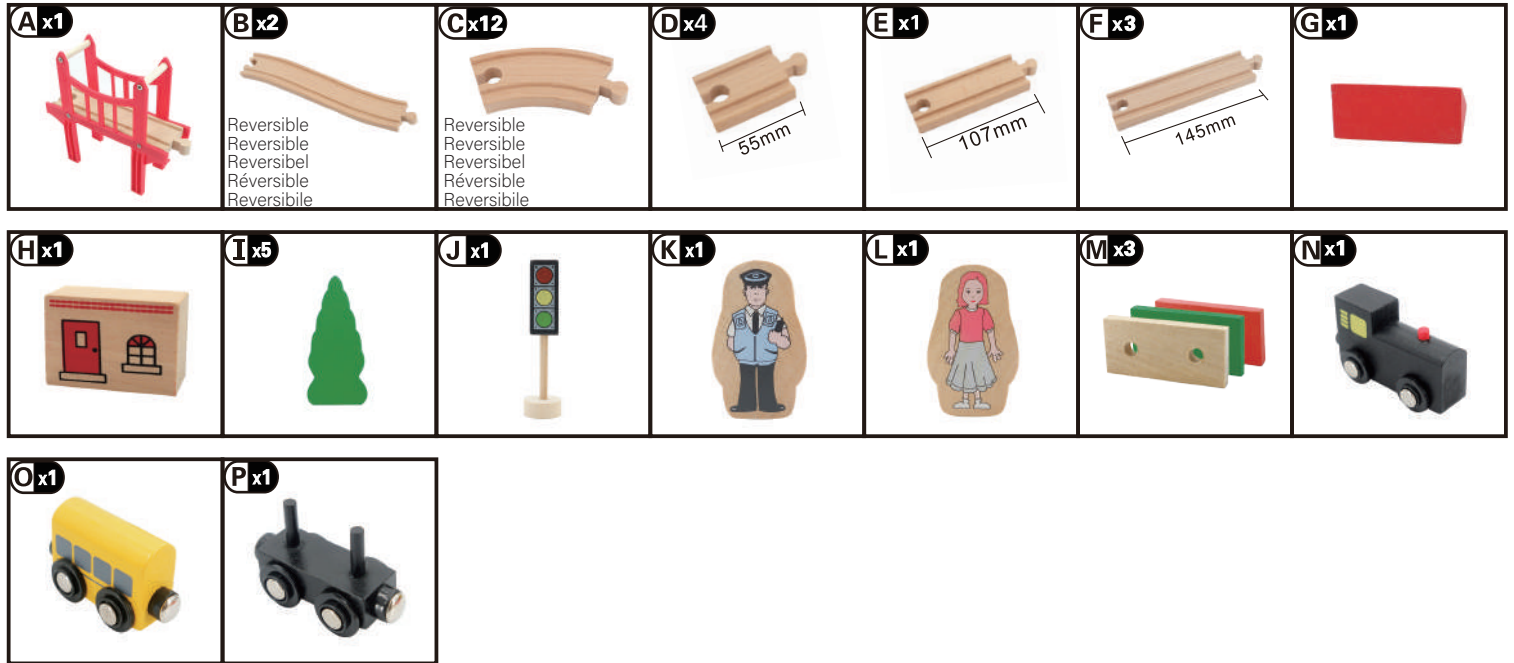 A x1
B x2
Reversible
Reversible
Reversibel
Réversible
Reversibile
C x12
Reversible
Reversible
Reversibel
Réversible
Reversibile
D x4
55mm
E x1
107mm
F x3
145mm
G x1
H x1
I x5
J x1
K x1
L x1
M x3
N x1
O x1
P x1